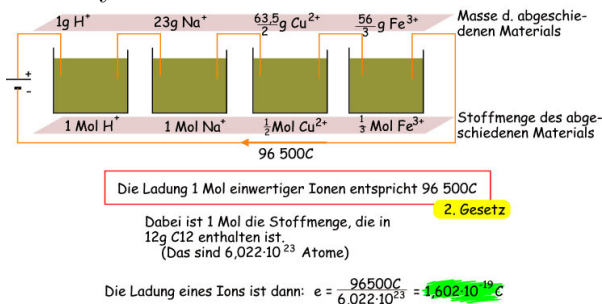 1g H⁺ 23g Na⁺ 63,5/2 g Cu²⁺ 56/3 g Fe³⁺ Masse d. abgeschie-
denen Materials
+
-
1 Mol H⁺ 1 Mol Na⁺ 1/2 Mol Cu²⁺ 1/3 Mol Fe³⁺ Stoffmenge des abge-
schiedenen Materials
96 500C
Die Ladung 1 Mol einwertiger Ionen entspricht 96 500C
2. Gesetz
Dabei ist 1 Mol die Stoffmenge, die in
12g C12 enthalten ist.
(Das sind 6,022·10²³ Atome)
Die Ladung eines Ions ist dann: e = 96500C / 6.022·10²³ = 1,602·10⁻¹⁹C